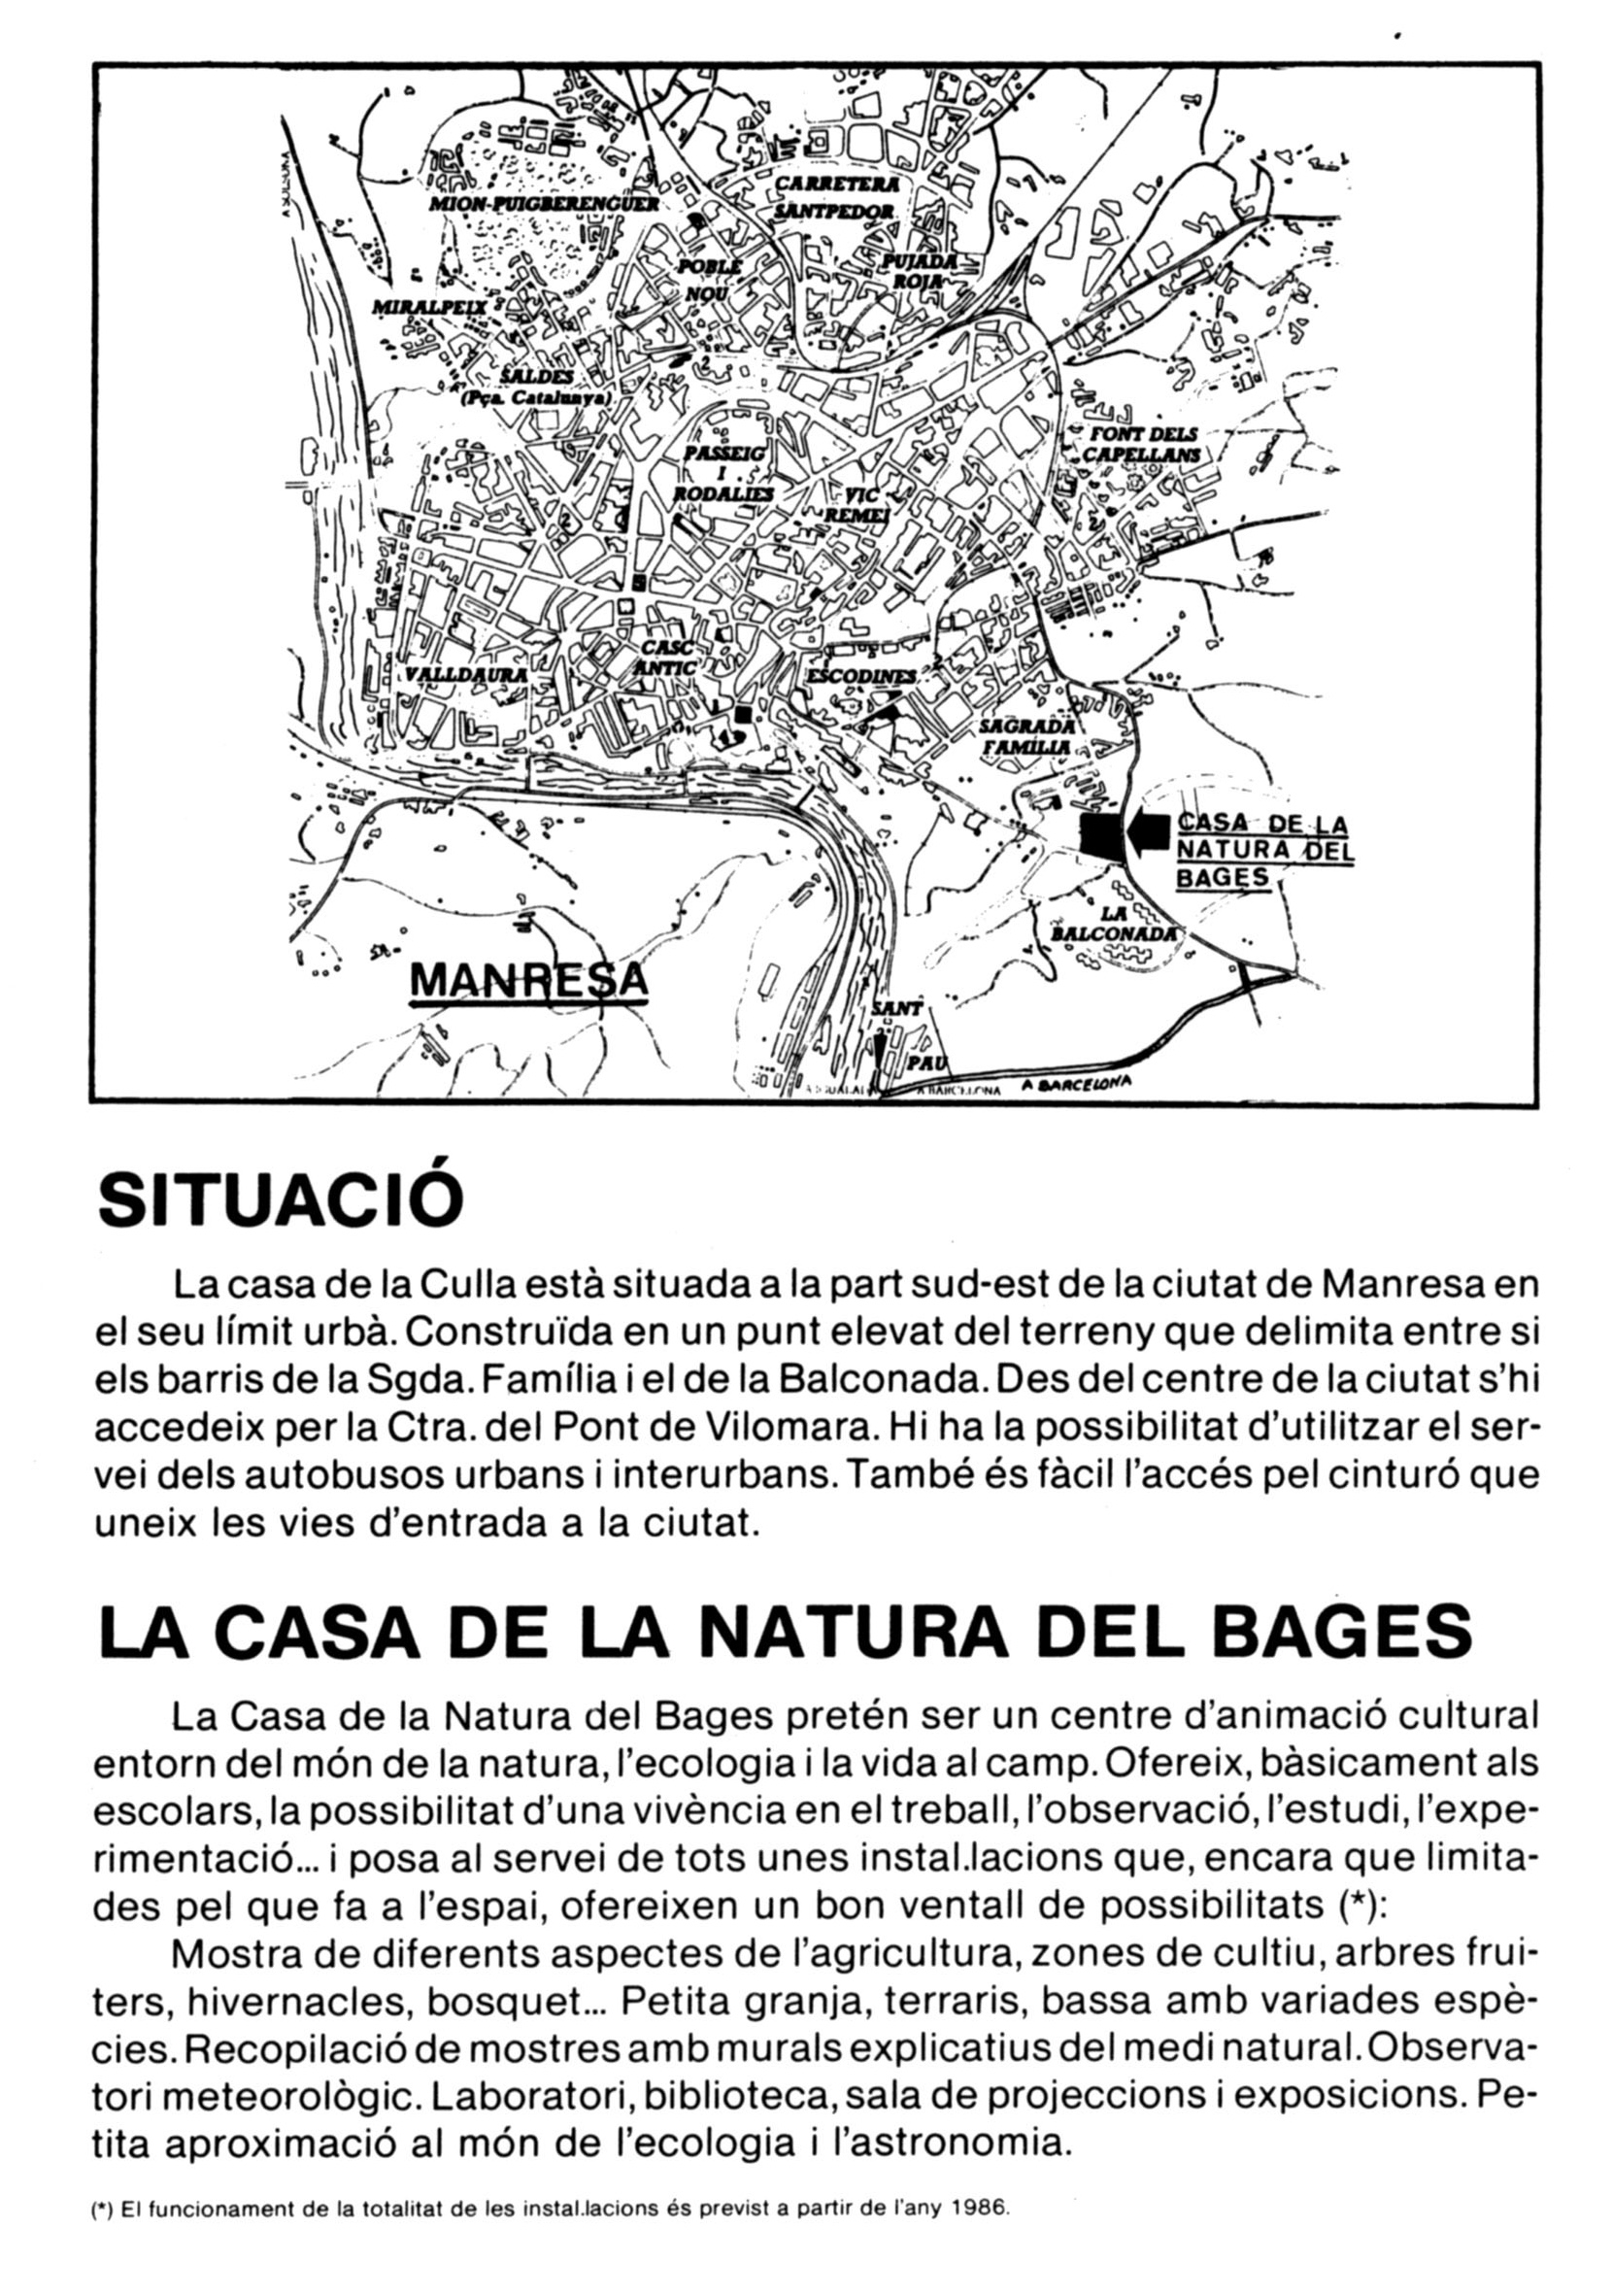 A SOLSONA
MION-PUIGBERENGUER
CARRETERA
SANTPEDOR
POBLE
NOU
PUJADA
ROJA
MIRALPEIX
SALDES
(Pça. Catalunya)
PASSEIG
I
RODALIES
VIC
REMEI
FONT DELS
CAPELLANS
VALLDAURA
CASC
ANTIC
ESCODINES
SAGRADA
FAMILIA
CASA DE LA
NATURA DEL
BAGES
LA
BALCONADA
MANRESA
SANT
PAU
A IGUALADA
A BARCELONA
A BARCELONA
SITUACIÓ
La casa de la Culla està situada a la part sud-est de la ciutat de Manresa en
el seu límit urbà. Construïda en un punt elevat del terreny que delimita entre si
els barris de la Sgda. Família i el de la Balconada. Des del centre de la ciutat s'hi
accedeix per la Ctra. del Pont de Vilomara. Hi ha la possibilitat d'utilitzar el ser-
vei dels autobusos urbans i interurbans. També és fàcil l'accés pel cinturó que
uneix les vies d'entrada a la ciutat.
LA CASA DE LA NATURA DEL BAGES
La Casa de la Natura del Bages pretén ser un centre d'animació cultural
entorn del món de la natura, l'ecologia i la vida al camp. Ofereix, bàsicament als
escolars, la possibilitat d'una vivència en el treball, l'observació, l'estudi, l'expe-
rimentació... i posa al servei de tots unes instal.lacions que, encara que limita-
des pel que fa a l'espai, ofereixen un bon ventall de possibilitats (*):
Mostra de diferents aspectes de l'agricultura, zones de cultiu, arbres frui-
ters, hivernacles, bosquet... Petita granja, terraris, bassa amb variades espè-
cies. Recopilació de mostres amb murals explicatius del medi natural. Observa-
tori meteorològic. Laboratori, biblioteca, sala de projeccions i exposicions. Pe-
tita aproximació al món de l'ecologia i l'astronomia.
(*) El funcionament de la totalitat de les instal.lacions és previst a partir de l'any 1986.